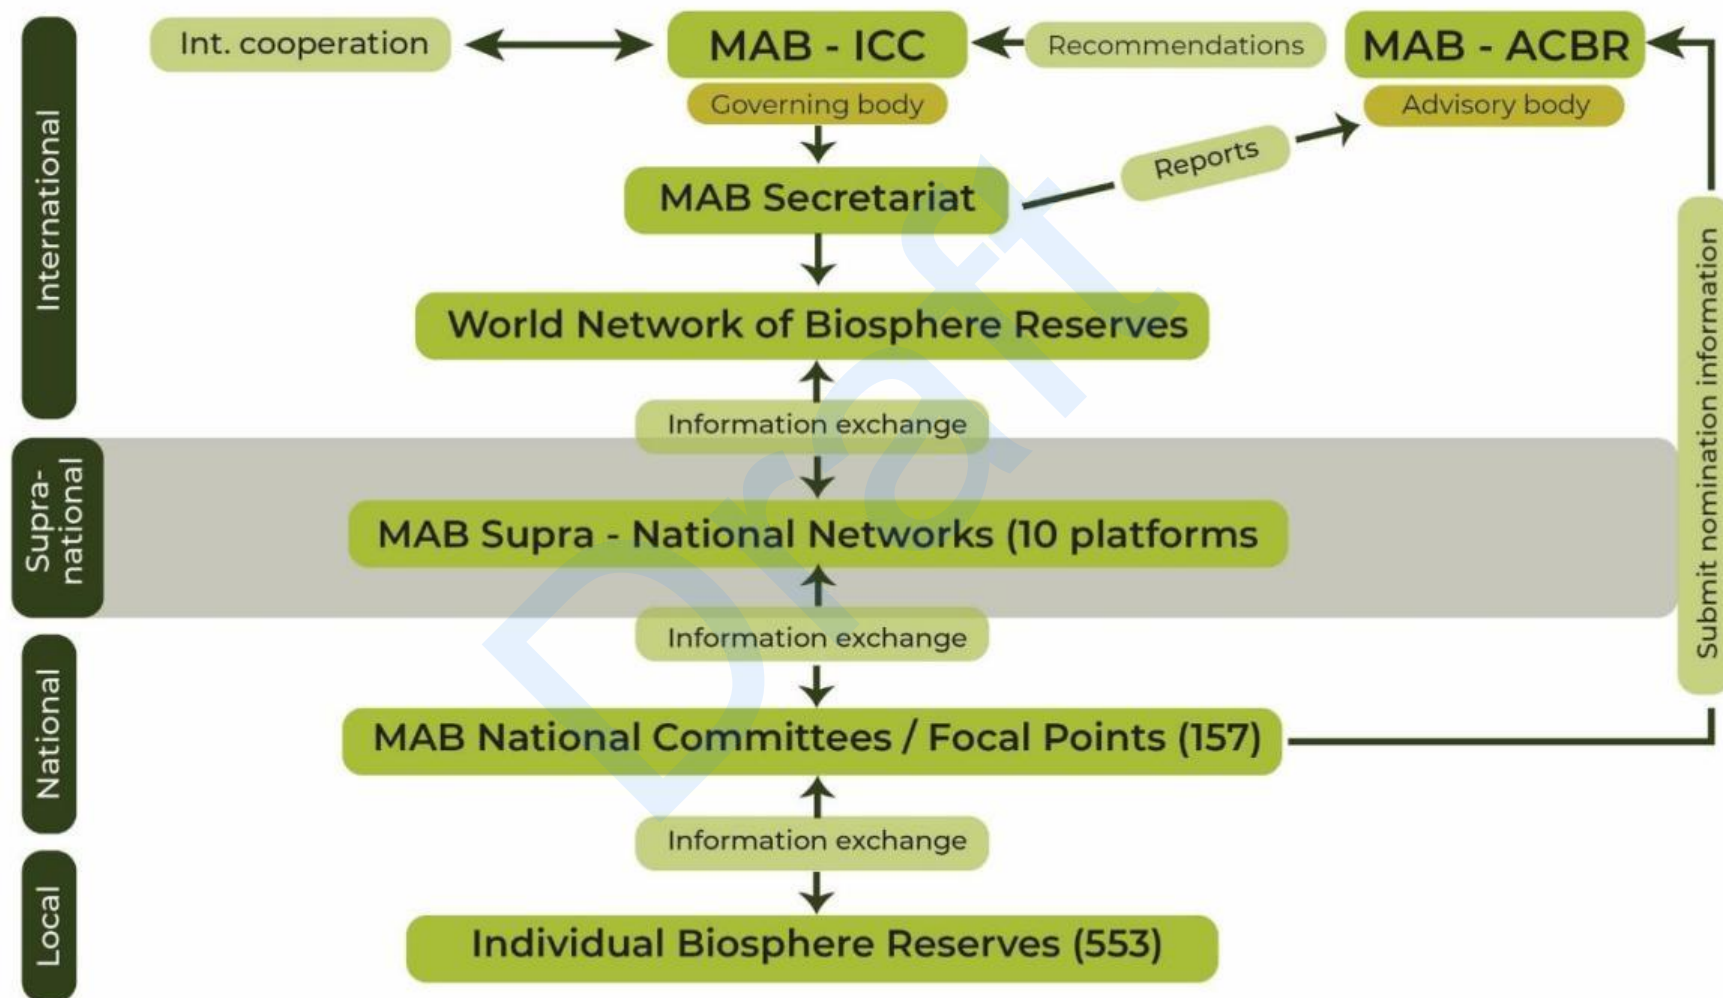 Int. cooperation
MAB - ICC
Recommendations
MAB - ACBR
Governing body
Advisory body
International
Reports
MAB Secretariat
World Network of Biosphere Reserves
Submit nomination information
Information exchange
Supra-
national
MAB Supra - National Networks (10 platforms
Information exchange
National
MAB National Committees / Focal Points (157)
Information exchange
Local
Individual Biosphere Reserves (553)
Draft